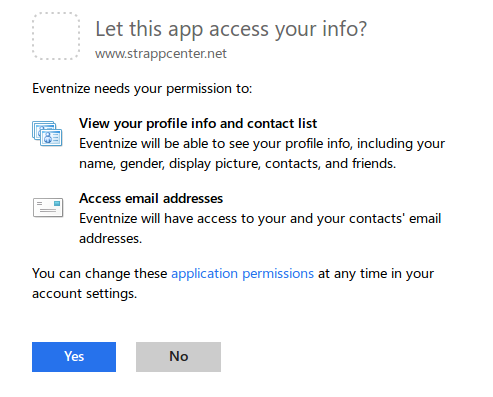 Let this app access your info?
www.strappcenter.net
Eventnize needs your permission to:
View your profile info and contact list
Eventnize will be able to see your profile info, including your
name, gender, display picture, contacts, and friends.
Access email addresses
Eventnize will have access to your and your contacts' email
addresses.
You can change these application permissions at any time in your
account settings.
Yes
No